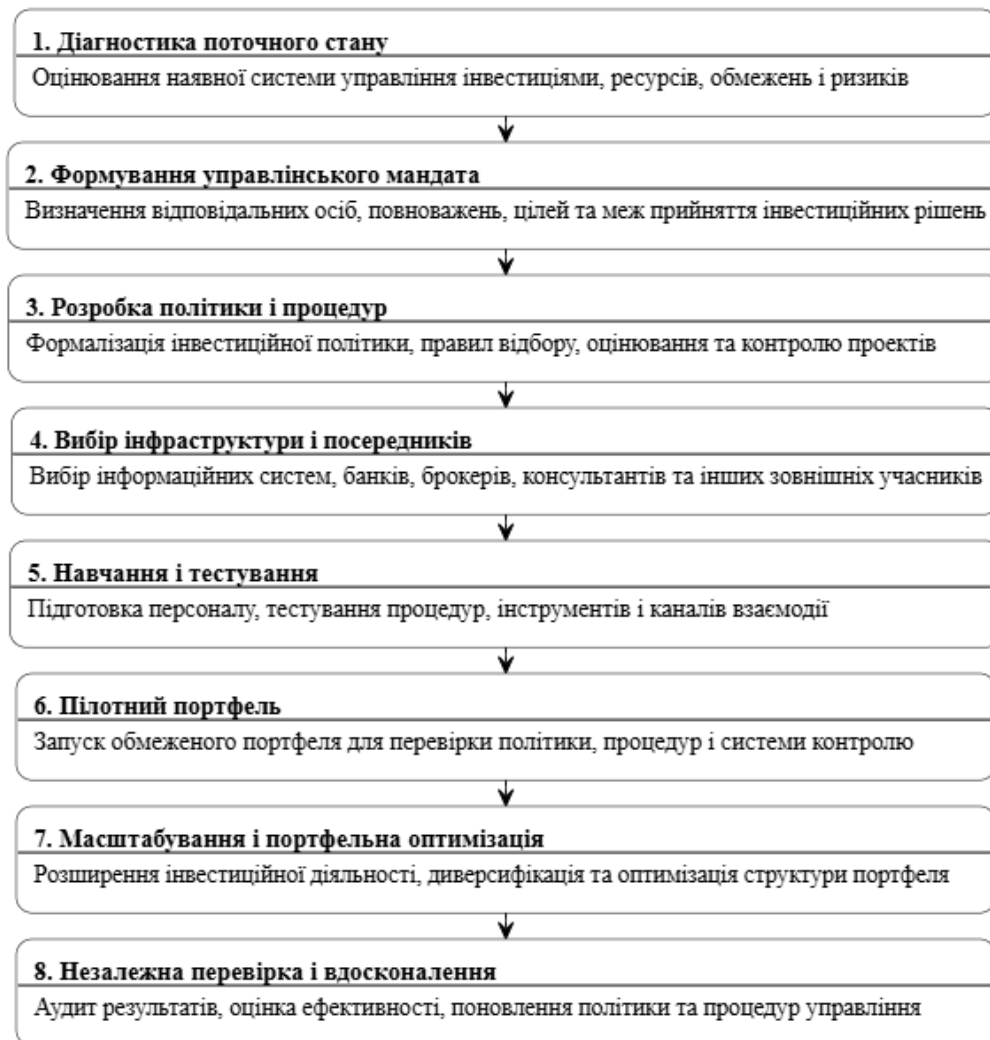 1. Діагностика поточного стану
Оцінювання наявної системи управління інвестиціями, ресурсів, обмежень і ризиків
2. Формування управлінського мандата
Визначення відповідальних осіб, повноважень, цілей та меж прийняття інвестиційних рішень
3. Розробка політики і процедур
Формалізація інвестиційної політики, правил відбору, оцінювання та контролю проектів
4. Вибір інфраструктури і посередників
Вибір інформаційних систем, банків, брокерів, консультантів та інших зовнішніх учасників
5. Навчання і тестування
Підготовка персоналу, тестування процедур, інструментів і каналів взаємодії
6. Пілотний портфель
Запуск обмеженого портфеля для перевірки політики, процедур і системи контролю
7. Масштабування і портфельна оптимізація
Розширення інвестиційної діяльності, диверсифікація та оптимізація структури портфеля
8. Незалежна перевірка і вдосконалення
Аудит результатів, оцінка ефективності, поновлення політики та процедур управління